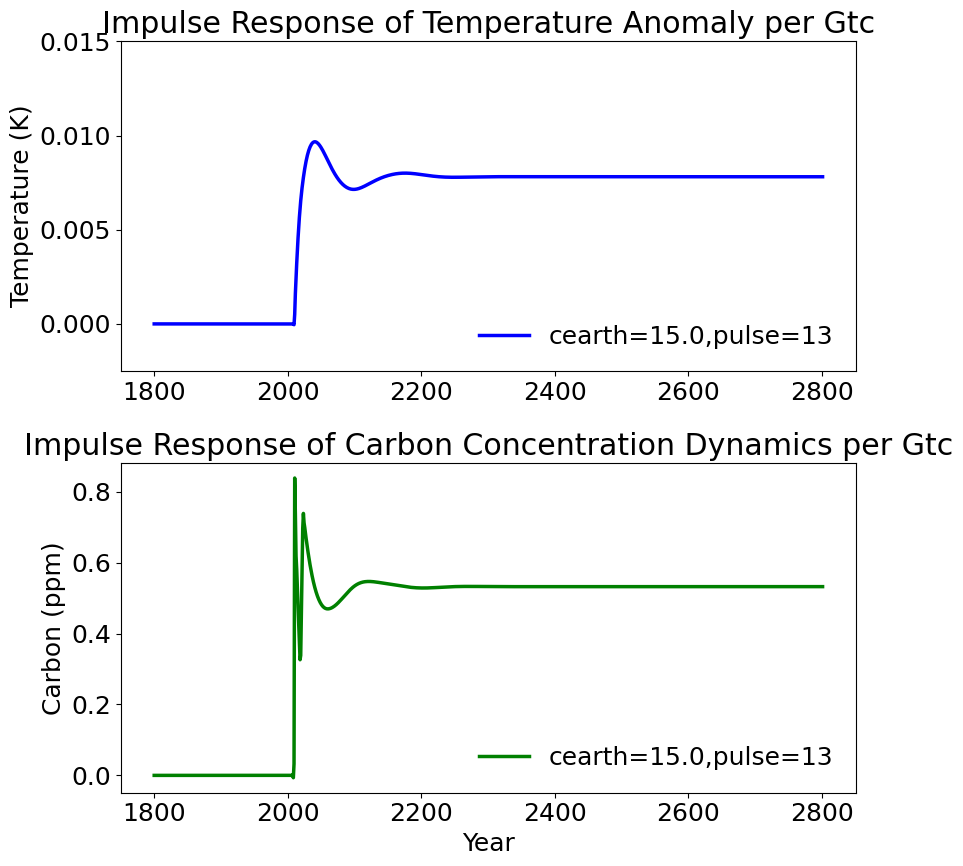 Impulse Response of Temperature Anomaly per Gtc
0.015
0.010
0.005
0.000
Temperature (K)
cearth=15.0,pulse=13
1800 2000 2200 2400 2600 2800
Impulse Response of Carbon Concentration Dynamics per Gtc
0.8
0.6
0.4
0.2
0.0
Carbon (ppm)
cearth=15.0,pulse=13
1800 2000 2200 2400 2600 2800
Year